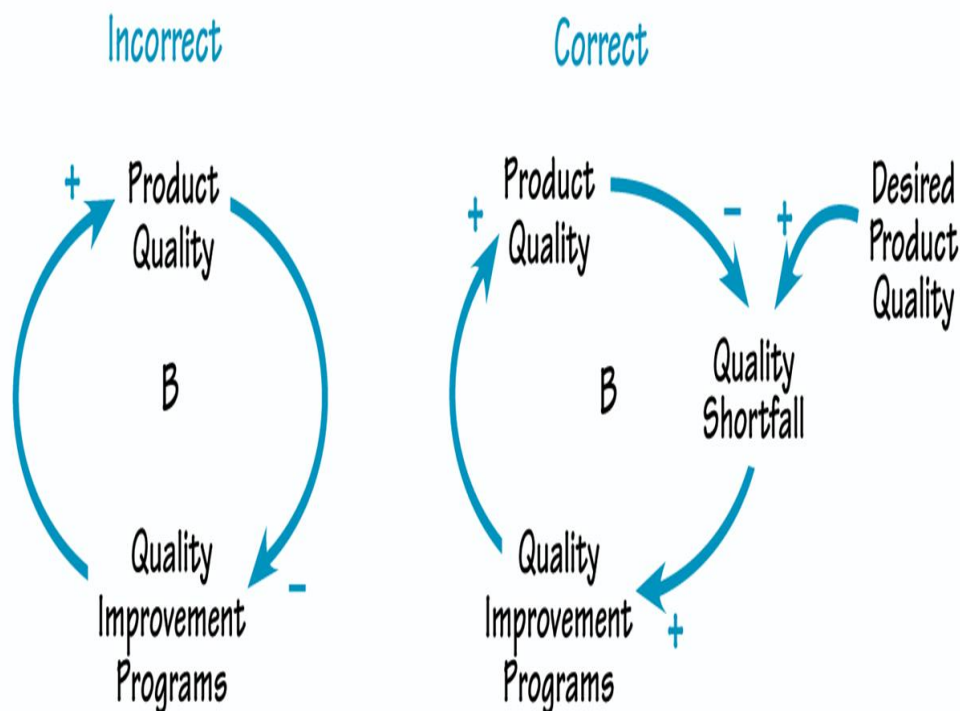 Incorrect
+
Product
Quality
B
Quality
Improvement
Programs
−
Correct
+
Product
Quality
−
+
Desired
Product
Quality
B
Quality
Shortfall
Quality
Improvement
Programs
+